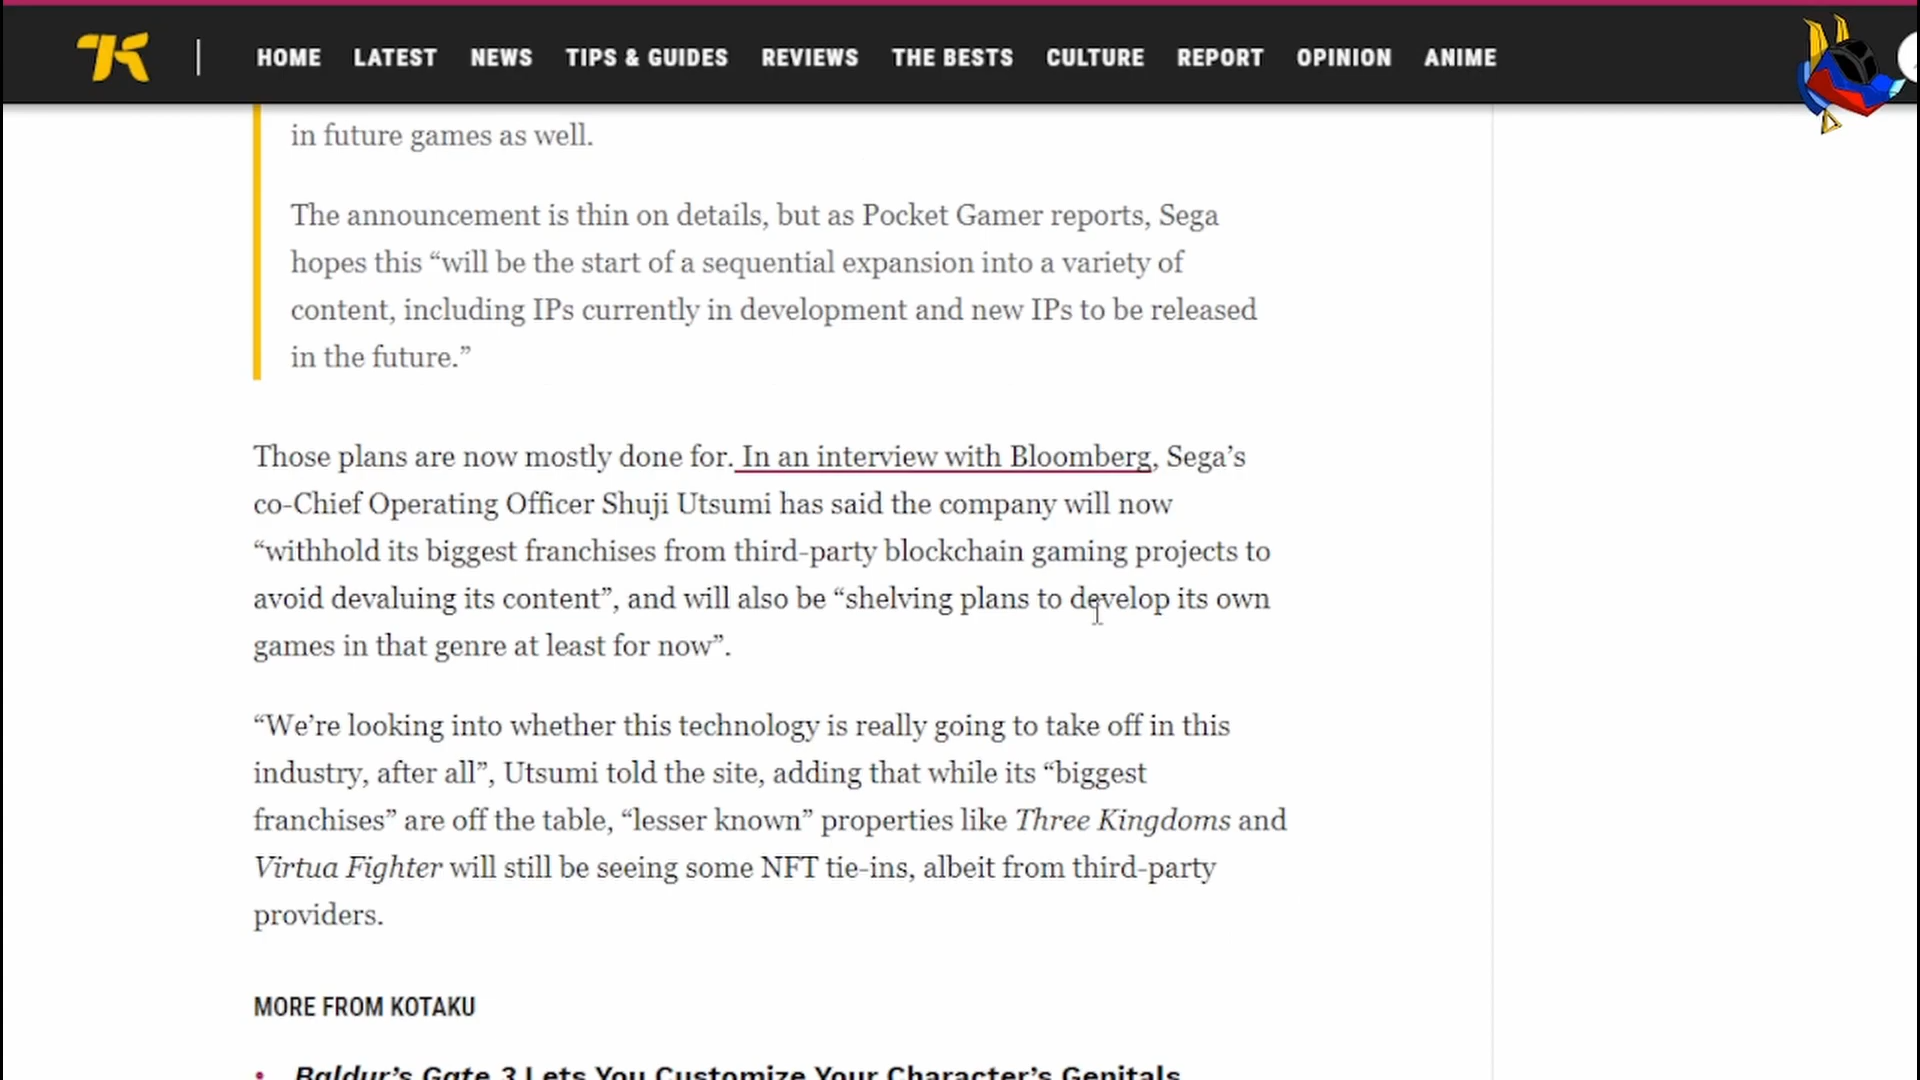 HOME LATEST NEWS TIPS & GUIDES REVIEWS THE BESTS CULTURE REPORT OPINION ANIME
in future games as well.
The announcement is thin on details, but as Pocket Gamer reports, Sega
hopes this “will be the start of a sequential expansion into a variety of
content, including IPs currently in development and new IPs to be released
in the future.”
Those plans are now mostly done for. In an interview with Bloomberg, Sega’s
co-Chief Operating Officer Shuji Utsumi has said the company will now
“withhold its biggest franchises from third-party blockchain gaming projects to
avoid devaluing its content”, and will also be “shelving plans to develop its own
games in that genre at least for now”.
“We’re looking into whether this technology is really going to take off in this
industry, after all”, Utsumi told the site, adding that while its “biggest
franchises” are off the table, “lesser known” properties like Three Kingdoms and
Virtua Fighter will still be seeing some NFT tie-ins, albeit from third-party
providers.
MORE FROM KOTAKU
• Baldur’s Gate 3 Lets You Customize Your Character’s Genitals